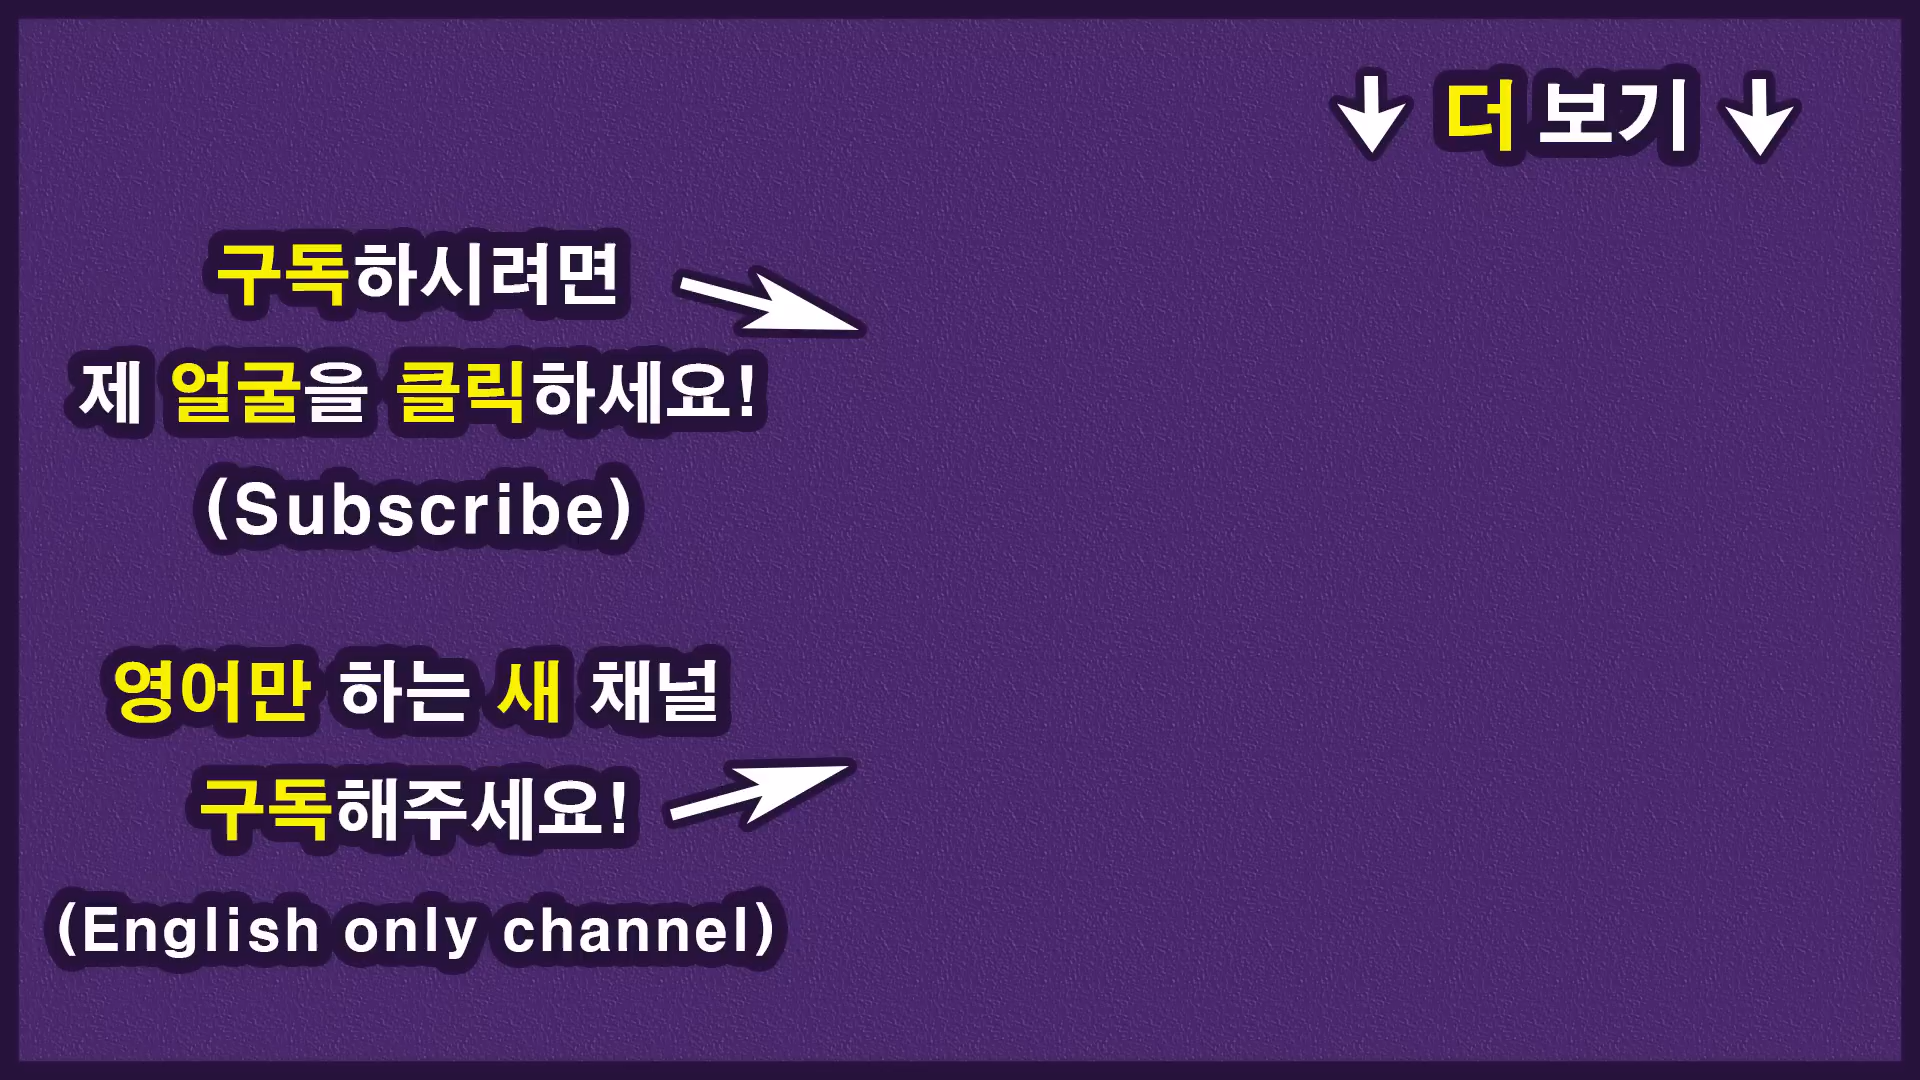 더 보기
구독하시려면
제 얼굴을 클릭하세요!
(Subscribe)
영어만 하는 새 채널
구독해주세요!
(English only channel)